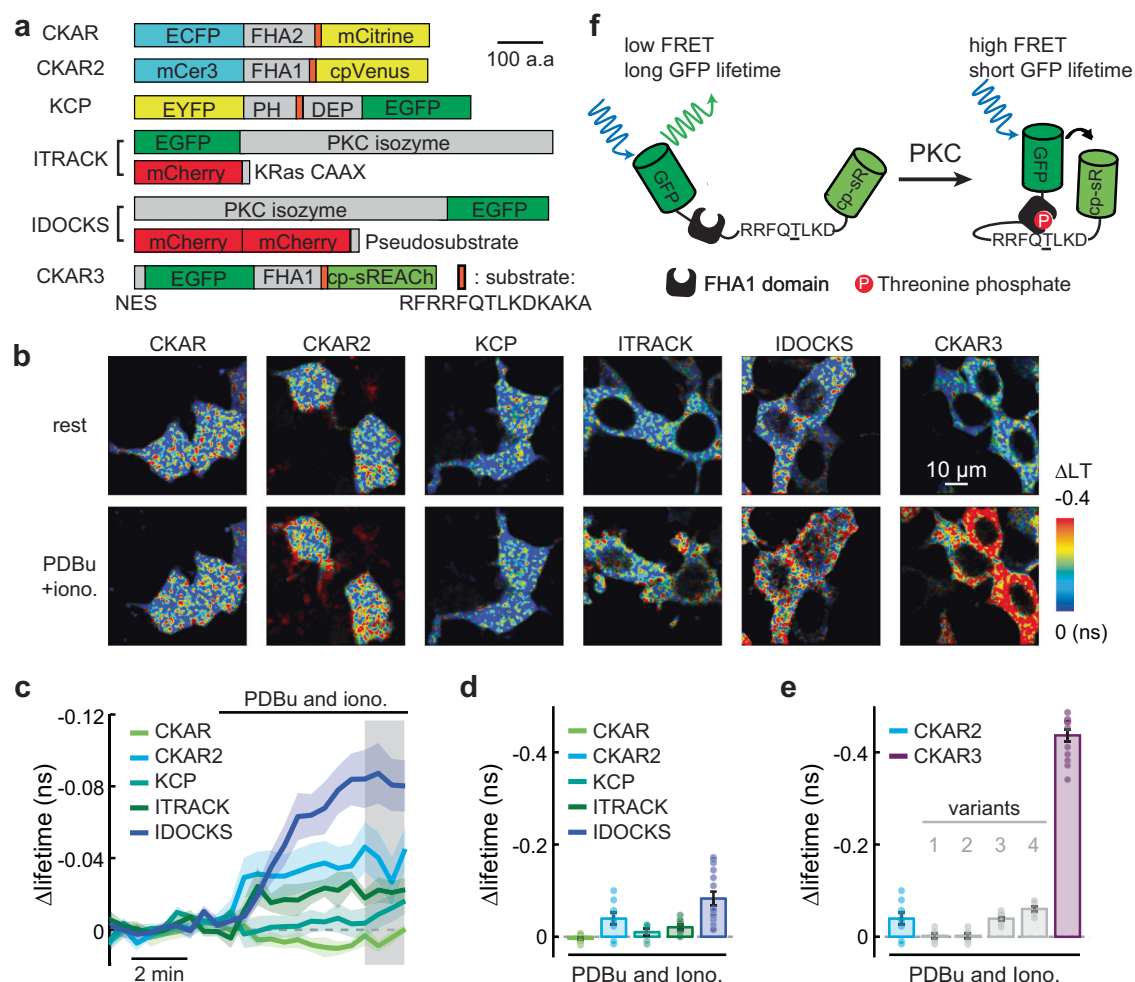 a
CKAR
ECFP FHA2 mCitrine
100 a.a
CKAR2
mCer3 FHA1 cpVenus
KCP
EYFP PH DEP EGFP
ITRACK
EGFP PKC isozyme
mCherry KRas CAAX
IDOCKS
PKC isozyme EGFP
mCherry mCherry Pseudosubstrate
CKAR3
EGFP FHA1 cp-sREACh : substrate:
NES RFRRFQTLKDKAKA
f
low FRET
long GFP lifetime
high FRET
short GFP lifetime
GFP
cp-sR
RRFQTLKD
PKC
GFP
cp-sR
P
RRFQTLKD
FHA1 domain
P Threonine phosphate
b
CKAR CKAR2 KCP ITRACK IDOCKS CKAR3
rest
10 µm
PDBu
+iono.
ΔLT
-0.4
0 (ns)
c
PDBu and iono.
-0.12
-0.08
-0.04
0
Δlifetime (ns)
CKAR
CKAR2
KCP
ITRACK
IDOCKS
2 min
d
-0.4
-0.2
0
Δlifetime (ns)
CKAR
CKAR2
KCP
ITRACK
IDOCKS
PDBu and Iono.
e
-0.4
-0.2
0
Δlifetime (ns)
CKAR2
CKAR3
variants
1 2 3 4
PDBu and Iono.